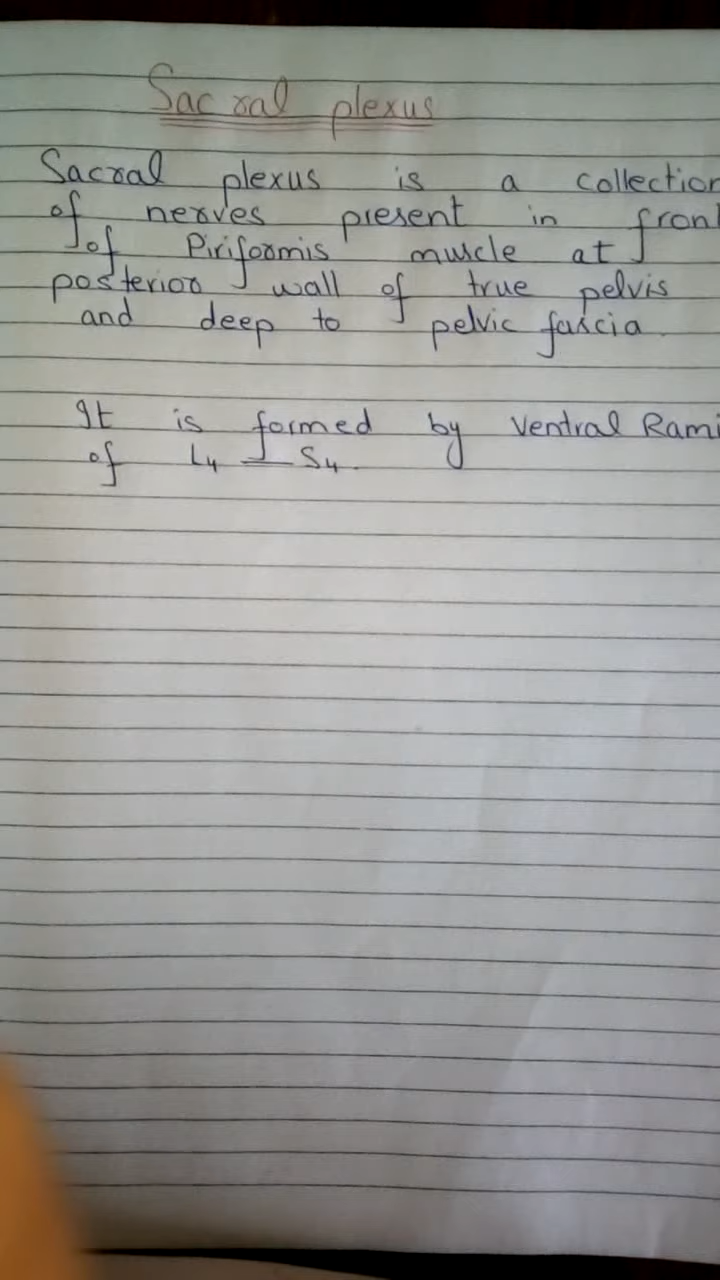 Sacral plexus
Sacral plexus is a collection
of nerves present in front
of Piriformis muscle at
posterior wall of true pelvis
and deep to pelvic fascia
It is formed by Ventral Rami
of L4 — S4.